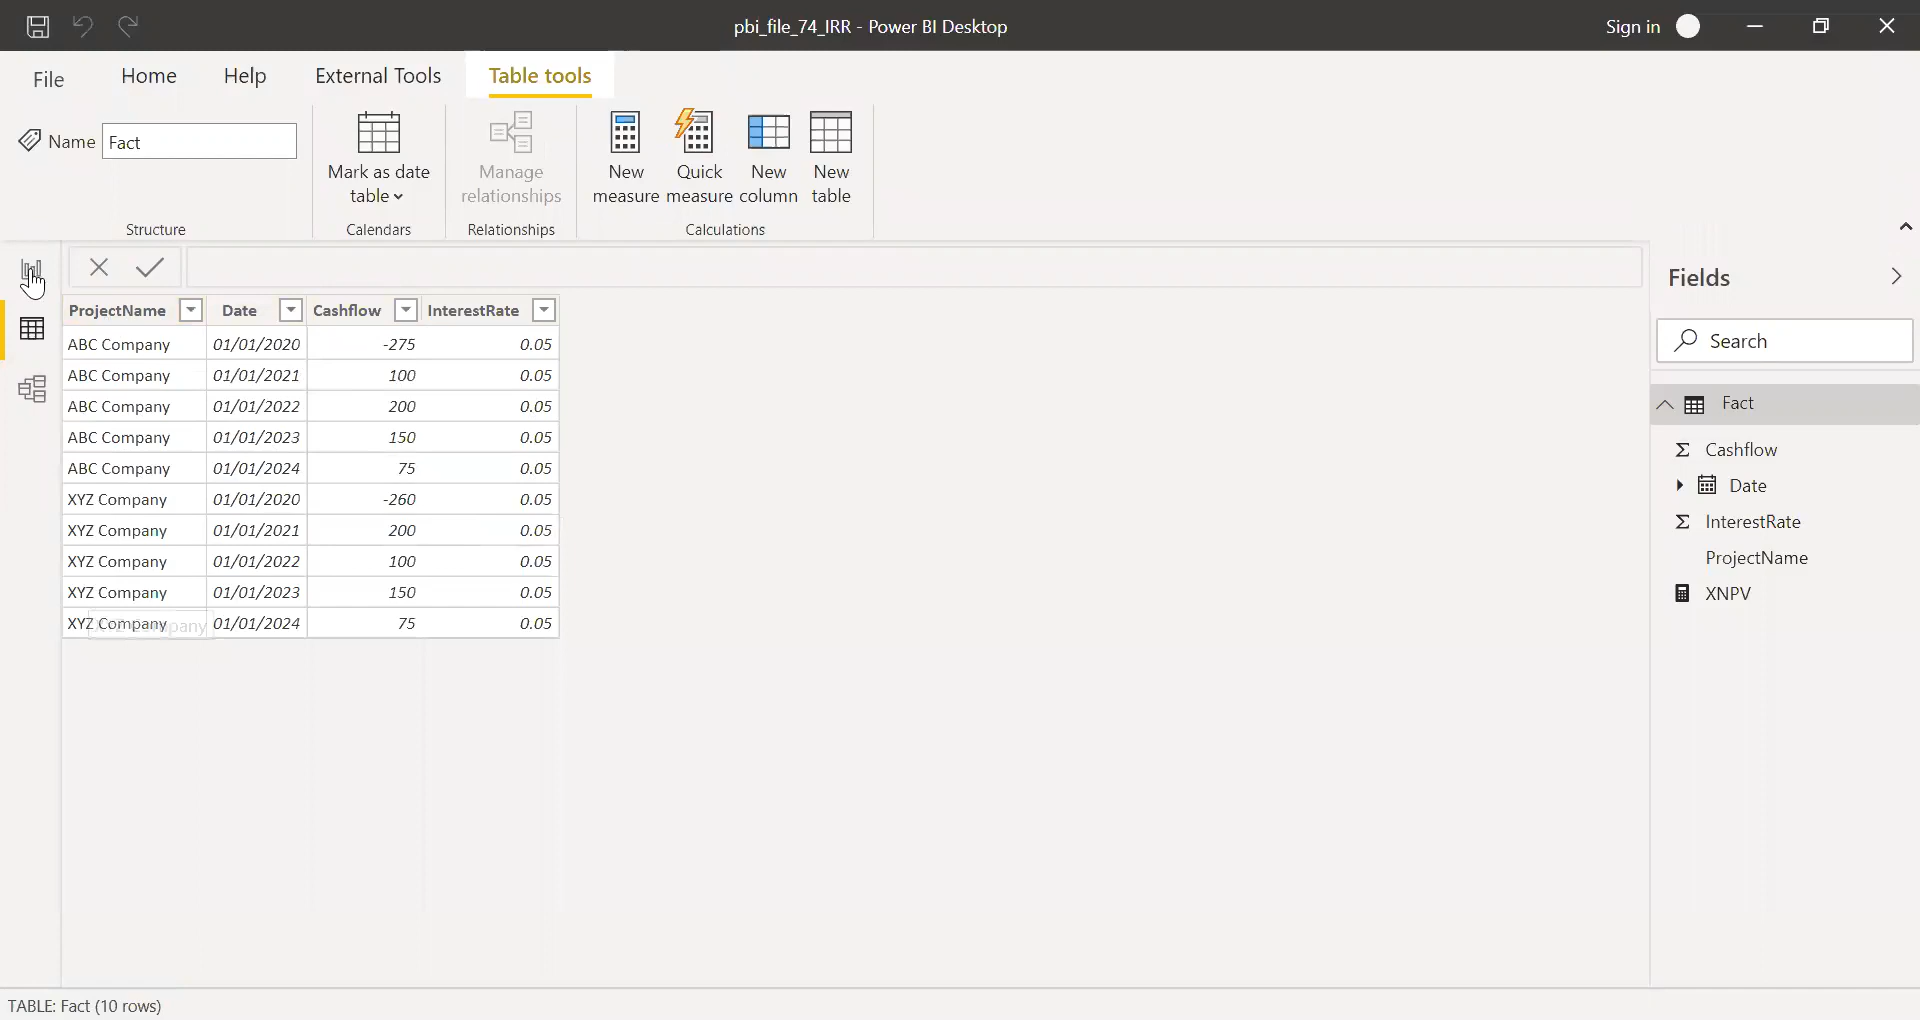 pbi_file_74_IRR - Power BI Desktop
Sign in
File
Home
Help
External Tools
Table tools
Name
Fact
Structure
Mark as date
table
Calendars
Manage
relationships
Relationships
New
measure
Quick
measure
New
column
New
table
Calculations
ProjectName Date Cashflow InterestRate
ABC Company 01/01/2020 -275 0.05
ABC Company 01/01/2021 100 0.05
ABC Company 01/01/2022 200 0.05
ABC Company 01/01/2023 150 0.05
ABC Company 01/01/2024 75 0.05
XYZ Company 01/01/2020 -260 0.05
XYZ Company 01/01/2021 200 0.05
XYZ Company 01/01/2022 100 0.05
XYZ Company 01/01/2023 150 0.05
XYZ Company 01/01/2024 75 0.05
Fields
Search
Fact
Cashflow
Date
InterestRate
ProjectName
XNPV
TABLE: Fact (10 rows)